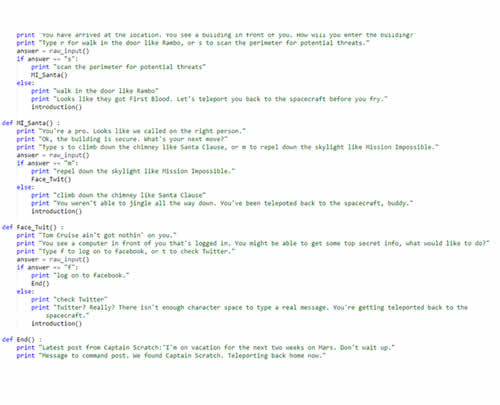 print "You have arrived at the location. You see a building in front of you. How will you enter the building?"
print "Type r for walk in the door like Rambo, or s to scan the perimeter for potential threats."
answer = raw_input()
if answer == "s":
print "scan the perimeter for potential threats"
MI_Santa()
else:
print "walk in the door like Rambo"
print "Looks like they got First Blood. Let's teleport you back to the spacecraft before you fry."
introduction()
def MI_Santa() :
print "You're a pro. Looks like we called on the right person."
print "Ok, the building is secure. What's your next move?"
print "Type s to climb down the chimney like Santa Clause, or m to repel down the skylight like Mission Impossible."
answer = raw_input()
if answer == "m":
print "repel down the skylight like Mission Impossible."
Face_Twit()
else:
print "climb down the chimney like Santa Clause"
print "You weren't able to jingle all the way down. You've been telepoted back to the spacecraft, buddy."
introduction()
def Face_Twit() :
print "Tom Cruise ain't got nothin' on you."
print "You see a computer in front of you that's logged in. You might be able to get some top secret info, what would like to do?"
print "Type f to log on to Facebook, or t to check Twitter."
answer = raw_input()
if answer == "f":
print "log on to facebook."
End()
else:
print "check Twitter"
print "Twitter? Really? There isn't enough character space to type a real message. You're getting teleported back to the
spacecraft."
introduction()
def End() :
print "Latest post from Captain Scratch:'I'm on vacation for the next two weeks on Mars. Don't wait up."
print "Message to command post. We found Captain Scratch. Teleporting back home now."